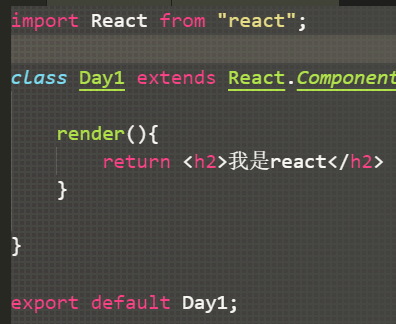 import React from "react";
class Day1 extends React.Component
render(){
return <h2>我是react</h2>
}
}
export default Day1;